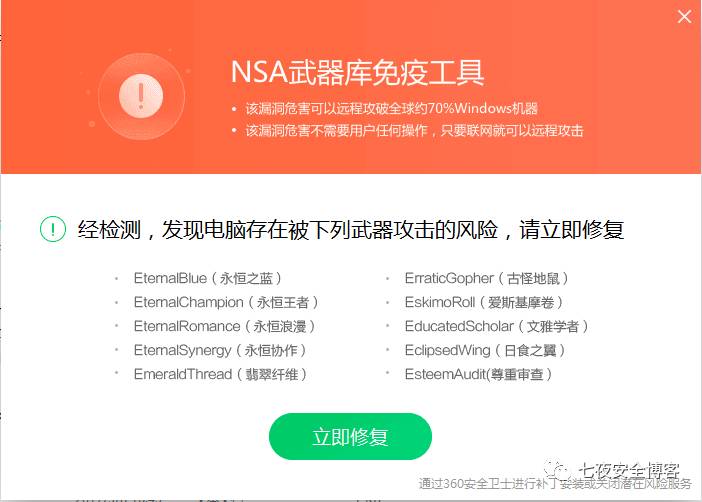 NSA武器库免疫工具
• 该漏洞危害可以远程攻破全球约70%Windows机器
• 该漏洞危害不需要用户任何操作，只要联网就可以远程攻击
经检测，发现电脑存在被下列武器攻击的风险，请立即修复
• EternalBlue（永恒之蓝）
• EternalChampion（永恒王者）
• EternalRomance（永恒浪漫）
• EternalSynergy（永恒协作）
• EmeraldThread（翡翠纤维）
• ErraticGopher（古怪地鼠）
• EskimoRoll（爱斯基摩卷）
• EducatedScholar（文雅学者）
• EclipsedWing（日食之翼）
• EsteemAudit(尊重审查）
立即修复
七夜安全博客
通过360安全卫士进行补丁安装或关闭潜在风险服务